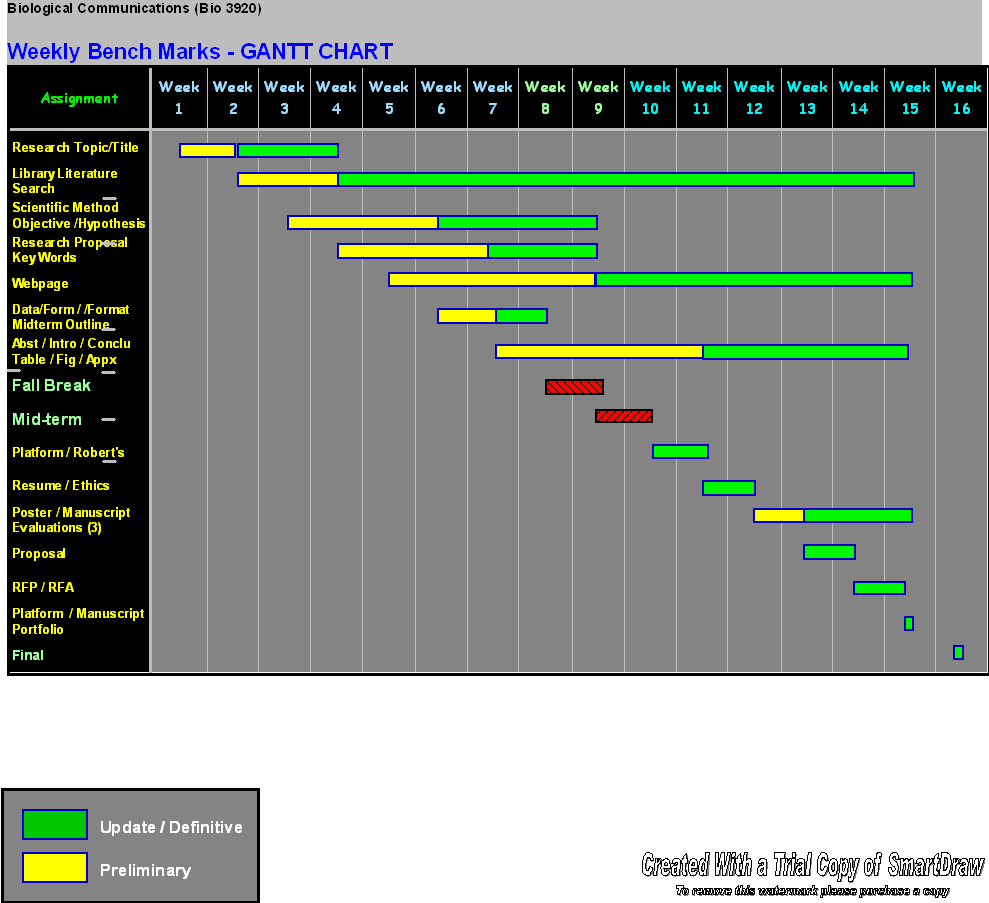 Biological Communications (Bio 3920)
Weekly Bench Marks - GANTT CHART
Assignment
Week 1
Week 2
Week 3
Week 4
Week 5
Week 6
Week 7
Week 8
Week 9
Week 10
Week 11
Week 12
Week 13
Week 14
Week 15
Week 16
Research Topic/Title
Library Literature
Search
Scientific Method
Objective /Hypothesis
Research Proposal
Key Words
Webpage
Data/Form / /Format
Midterm Outline
Abst / Intro / Conclu
Table / Fig / Appx
Fall Break
Mid-term
Platform / Robert's
Resume / Ethics
Poster / Manuscript
Evaluations (3)
Proposal
RFP / RFA
Platform / Manuscript
Portfolio
Final
Update / Definitive
Preliminary
Created With a Trial Copy of SmartDraw
To remove this watermark please purchase a copy